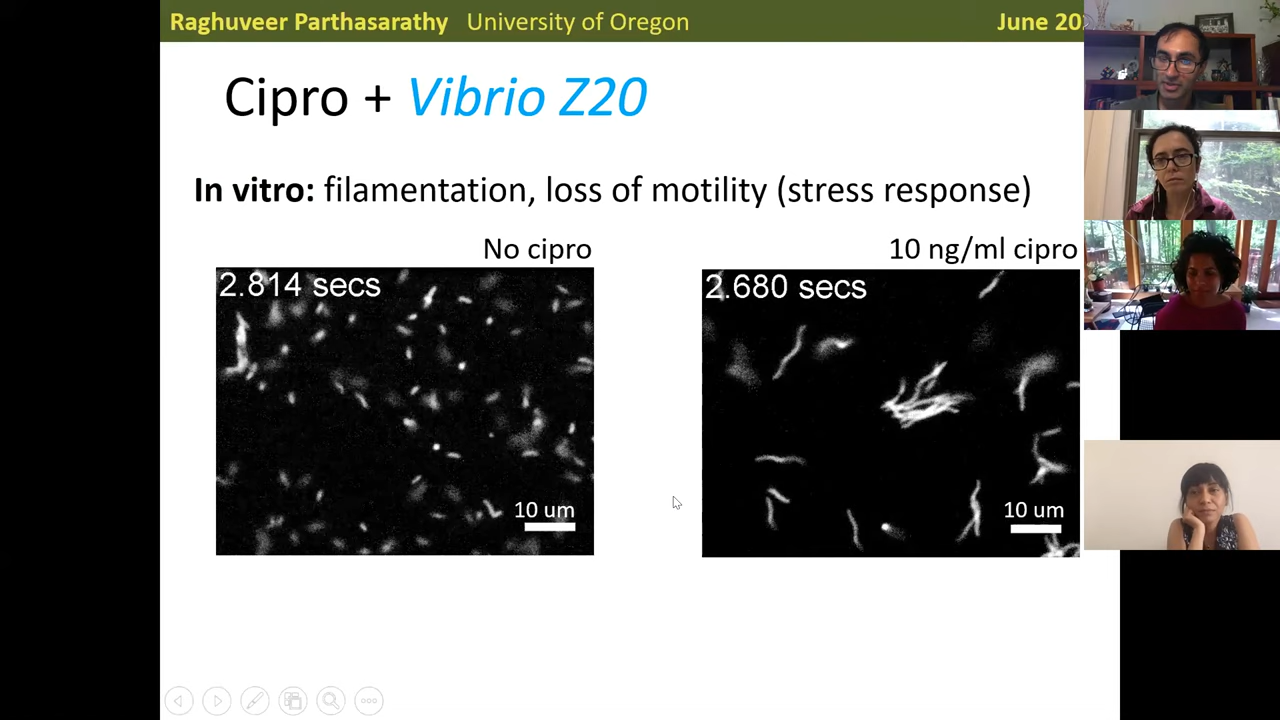 Raghuveer Parthasarathy University of Oregon June 20
Cipro + Vibrio Z20
In vitro: filamentation, loss of motility (stress response)
No cipro
10 ng/ml cipro
2.814 secs
2.680 secs
10 um
10 um